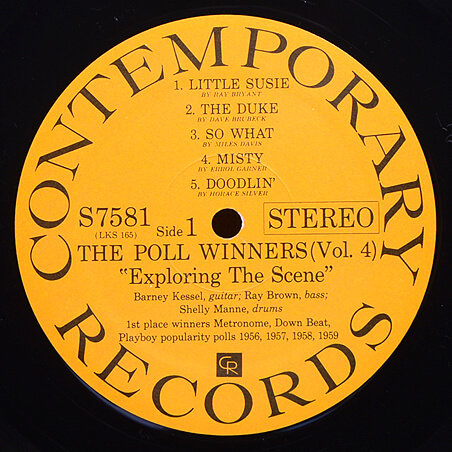 CONTEMPORARY
1. LITTLE SUSIE
BY RAY BRYANT
2. THE DUKE
BY DAVE BRUBECK
3. SO WHAT
BY MILES DAVIS
4. MISTY
BY ERROL GARNER
5. DOODLIN'
BY HORACE SILVER
S7581 Side 1 STEREO
(LKS 165)
THE POLL WINNERS (Vol. 4)
"Exploring The Scene"
Barney Kessel, guitar; Ray Brown, bass;
Shelly Manne, drums
1st place winners Metronome, Down Beat,
Playboy popularity polls 1956, 1957, 1958, 1959
CR
RECORDS